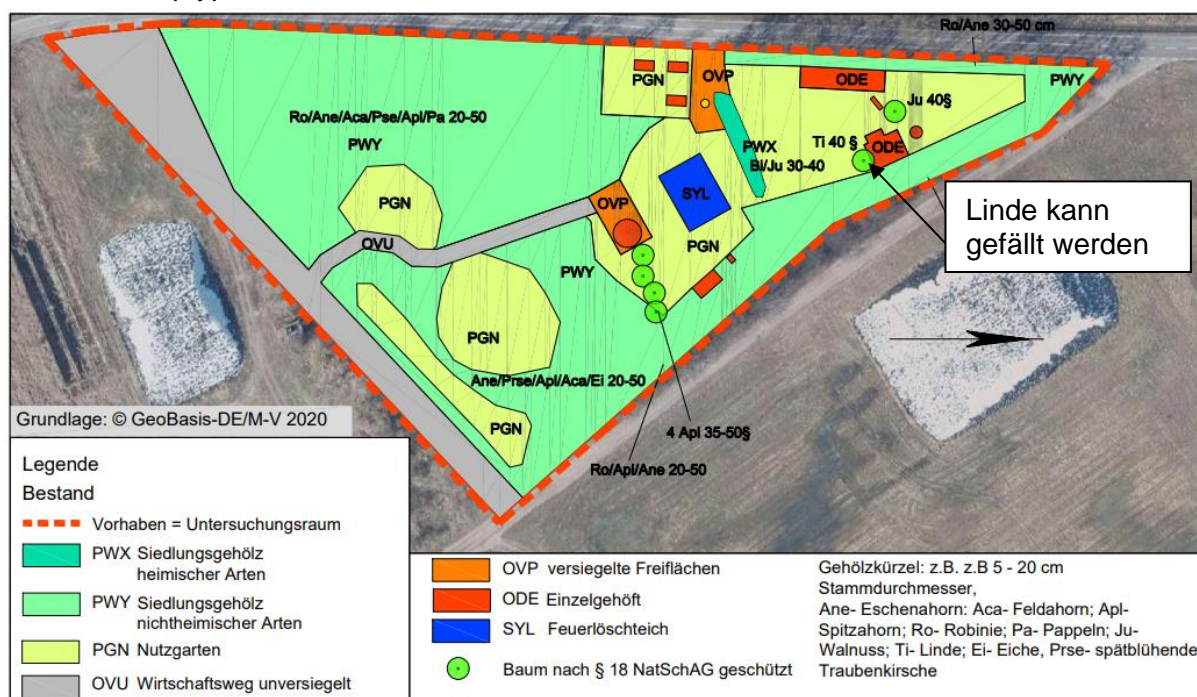 Ro/Ane 30-50 cm
PGN
OVP
ODE
PWY
Ju 40§
Ro/Ane/Aca/Pse/Apl/Pa 20-50
PWY
PWX
Bi/Ju 30-40
Ti 40 §
ODE
Linde kann
gefällt werden
PGN
OVP
SYL
OVU
PWY
PGN
PGN
Ane/Prse/Apl/Aca/Ei 20-50
PGN
4 Apl 35-50§
Ro/Apl/Ane 20-50
Grundlage: © GeoBasis-DE/M-V 2020
Legende
Bestand
Vorhaben = Untersuchungsraum
PWX Siedlungsgehölz
heimischer Arten
PWY Siedlungsgehölz
nichtheimischer Arten
PGN Nutzgarten
OVU Wirtschaftsweg unversiegelt
OVP versiegelte Freiflächen
ODE Einzelgehöft
SYL Feuerlöschteich
Baum nach § 18 NatSchAG geschützt
Gehölzkürzel: z.B. z.B 5 - 20 cm
Stammdurchmesser,
Ane- Eschenahorn: Aca- Feldahorn; Apl-
Spitzahorn; Ro- Robinie; Pa- Pappeln; Ju-
Walnuss; Ti- Linde; Ei- Eiche, Prse- spätblühende
Traubenkirsche